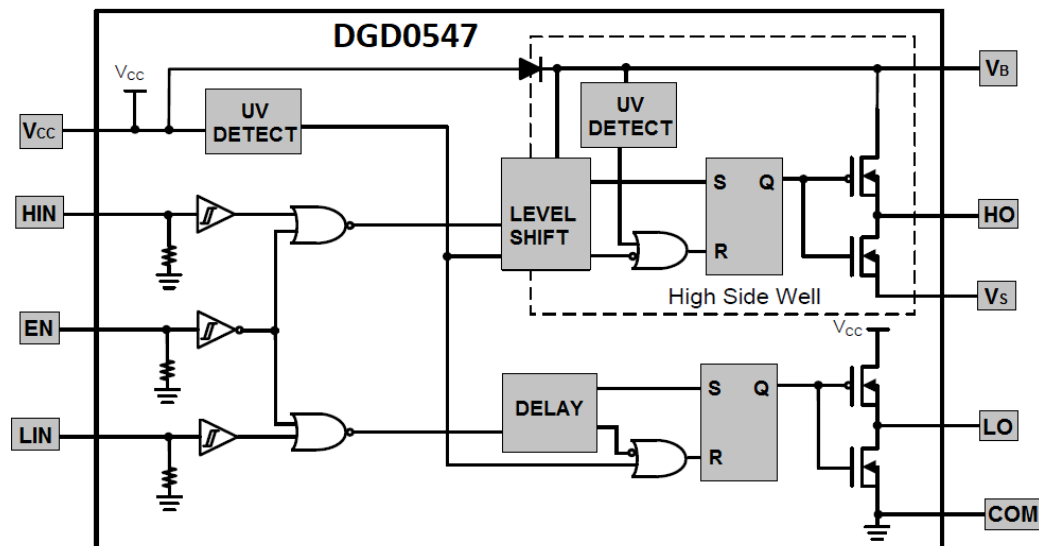 DGD0547
VCC
VCC
UV
DETECT
UV
DETECT
VB
HIN
LEVEL
SHIFT
S
Q
R
HO
High Side Well
VS
EN
VCC
DELAY
S
Q
R
LIN
LO
COM